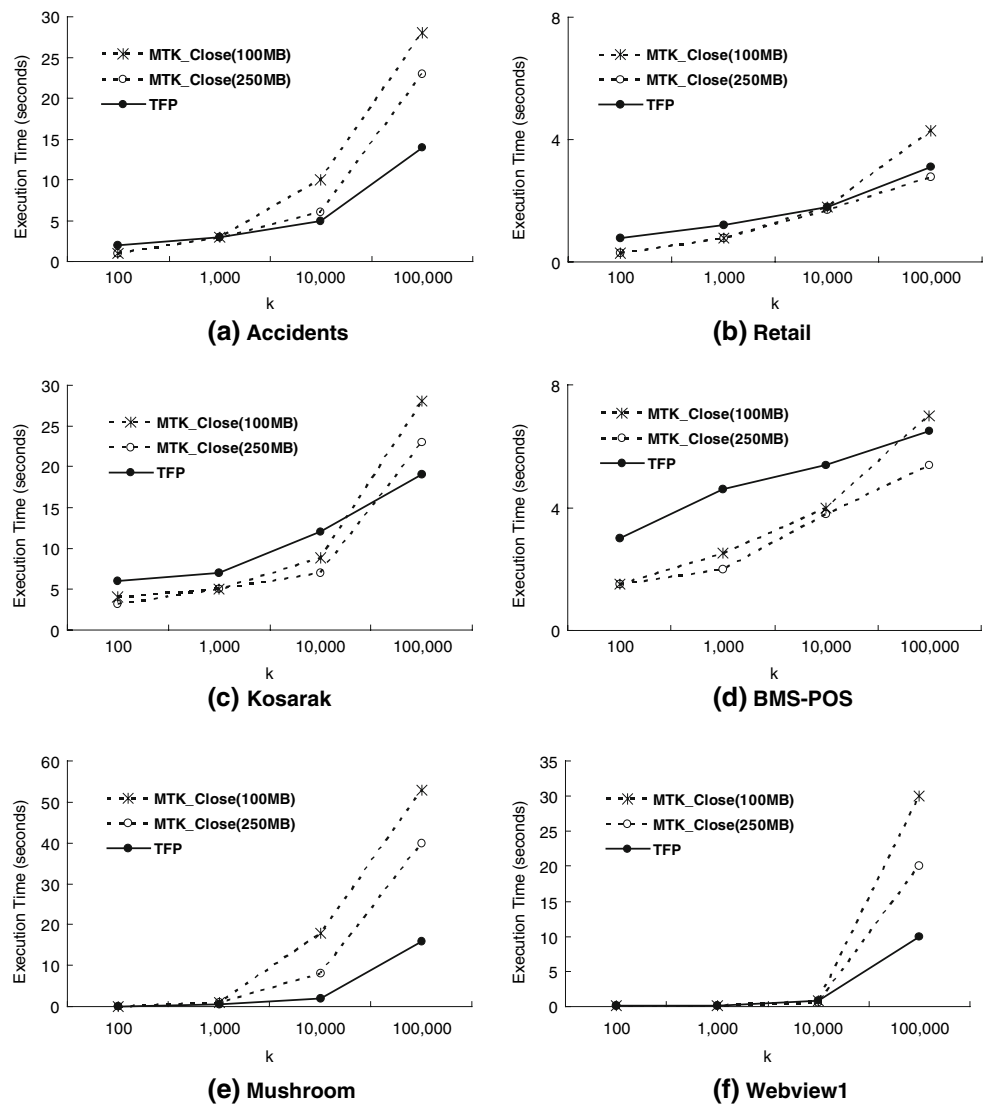 Execution Time (seconds)
30
25
20
15
10
5
0
MTK_Close(100MB)
MTK_Close(250MB)
TFP
100
1,000
10,000
100,000
k
(a) Accidents
Execution Time (seconds)
8
4
0
MTK_Close(100MB)
MTK_Close(250MB)
TFP
100
1,000
10,000
100,000
k
(b) Retail
Execution Time (seconds)
30
25
20
15
10
5
0
MTK_Close(100MB)
MTK_Close(250MB)
TFP
100
1,000
10,000
100,000
k
(c) Kosarak
Execution Time (seconds)
8
4
0
MTK_Close(100MB)
MTK_Close(250MB)
TFP
100
1,000
10,000
100,000
k
(d) BMS-POS
Execution Time (seconds)
60
50
40
30
20
10
0
MTK_Close(100MB)
MTK_Close(250MB)
TFP
100
1,000
10,000
100,000
k
(e) Mushroom
Execution Time (seconds)
35
30
25
20
15
10
5
0
MTK_Close(100MB)
MTK_Close(250MB)
TFP
100
1,000
10,000
100,000
k
(f) Webview1